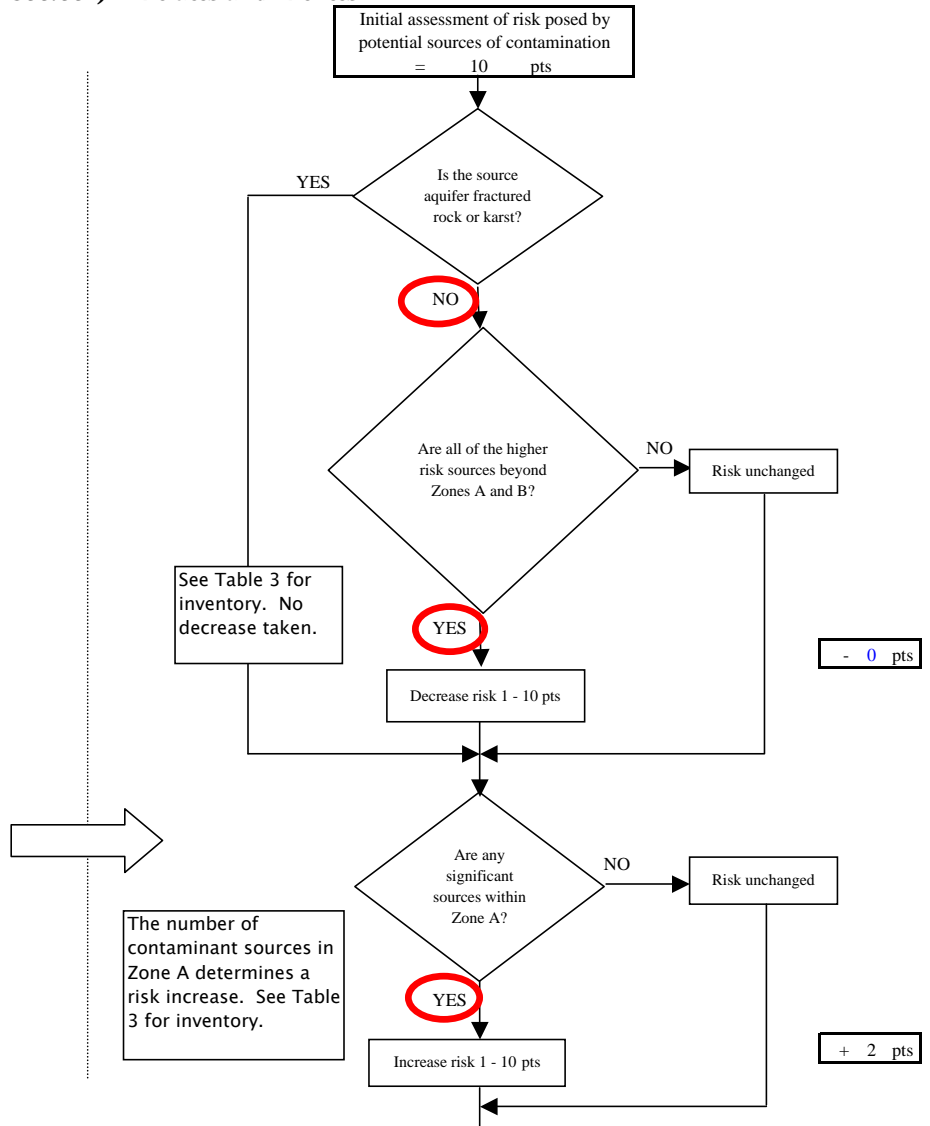 Initial assessment of risk posed by
potential sources of contamination
= 10 pts
Is the source
aquifer fractured
rock or karst?
YES
NO
Are all of the higher
risk sources beyond
Zones A and B?
NO
Risk unchanged
See Table 3 for
inventory. No
decrease taken.
YES
- 0 pts
Decrease risk 1 - 10 pts
Are any
significant
sources within
Zone A?
NO
Risk unchanged
The number of
contaminant sources in
Zone A determines a
risk increase. See Table
3 for inventory.
YES
+ 2 pts
Increase risk 1 - 10 pts